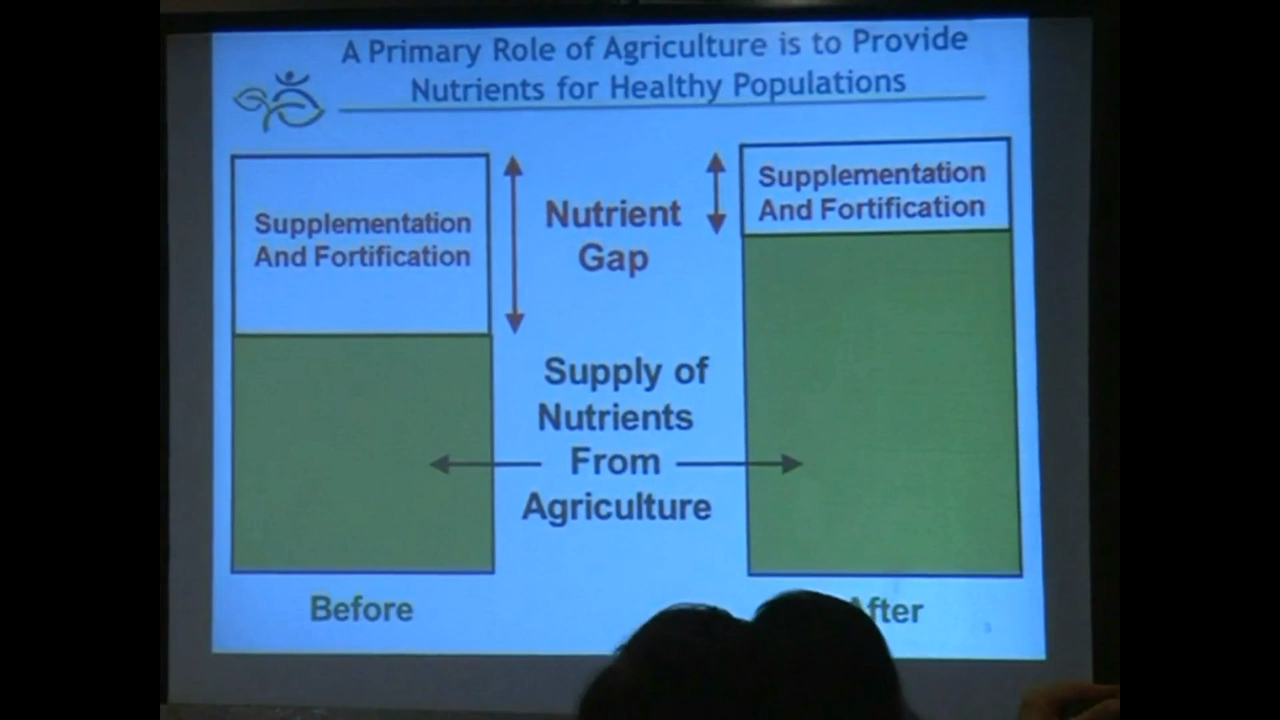 A Primary Role of Agriculture is to Provide
Nutrients for Healthy Populations
Supplementation
And Fortification
Nutrient
Gap
Supplementation
And Fortification
Supply of
Nutrients
From
Agriculture
Before
After
3